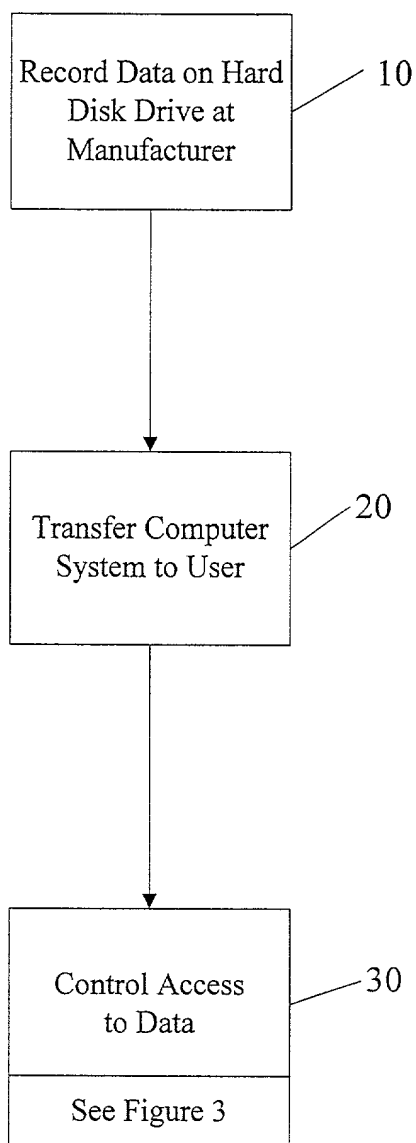 Record Data on Hard
Disk Drive at
Manufacturer
10
Transfer Computer
System to User
20
Control Access
to Data
30
See Figure 3